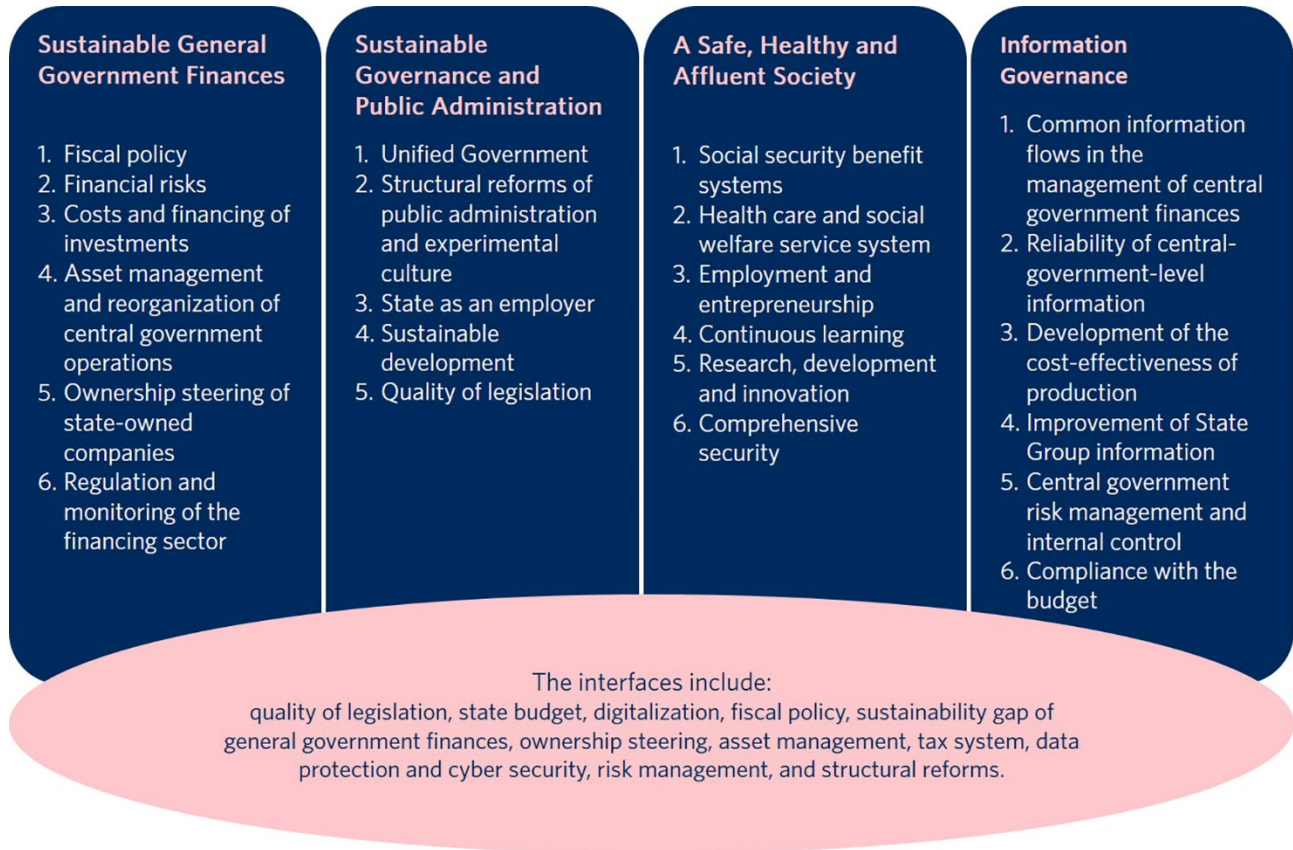 Sustainable General
Government Finances
1. Fiscal policy
2. Financial risks
3. Costs and financing of
investments
4. Asset management
and reorganization of
central government
operations
5. Ownership steering of
state-owned
companies
6. Regulation and
monitoring of the
financing sector
Sustainable
Governance and
Public Administration
1. Unified Government
2. Structural reforms of
public administration
and experimental
culture
3. State as an employer
4. Sustainable
development
5. Quality of legislation
A Safe, Healthy and
Affluent Society
1. Social security benefit
systems
2. Health care and social
welfare service system
3. Employment and
entrepreneurship
4. Continuous learning
5. Research, development
and innovation
6. Comprehensive
security
Information
Governance
1. Common information
flows in the
management of central
government finances
2. Reliability of central-
government-level
information
3. Development of the
cost-effectiveness of
production
4. Improvement of State
Group information
5. Central government
risk management and
internal control
6. Compliance with the
budget
The interfaces include:
quality of legislation, state budget, digitalization, fiscal policy, sustainability gap of
general government finances, ownership steering, asset management, tax system, data
protection and cyber security, risk management, and structural reforms.